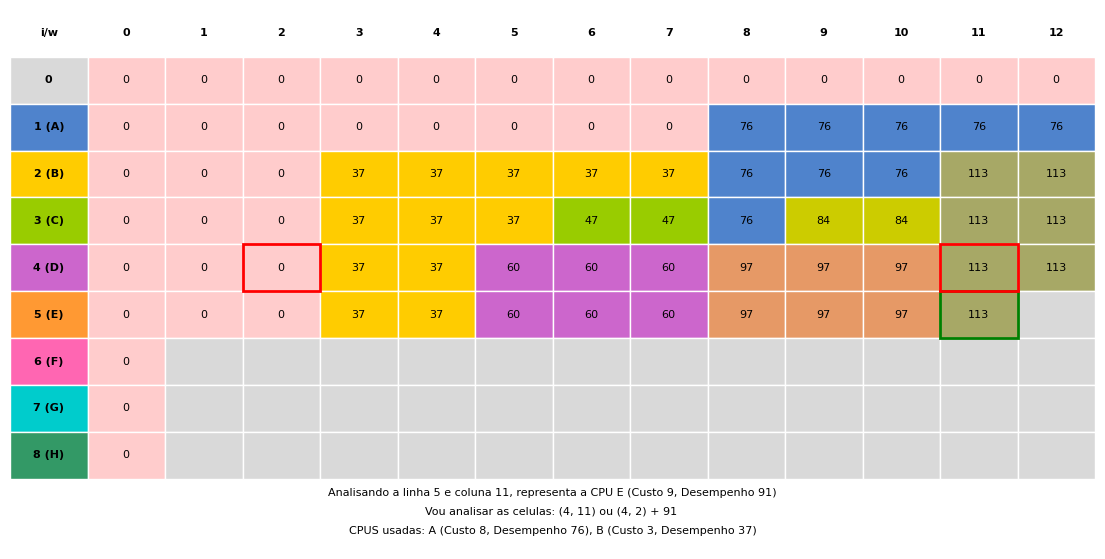 i/w 0 1 2 3 4 5 6 7 8 9 10 11 12
0 0 0 0 0 0 0 0 0 0 0 0 0 0
1 (A) 0 0 0 0 0 0 0 0 76 76 76 76 76
2 (B) 0 0 0 37 37 37 37 37 76 76 76 113 113
3 (C) 0 0 0 37 37 37 47 47 76 84 84 113 113
4 (D) 0 0 0 37 37 60 60 60 97 97 97 113 113
5 (E) 0 0 0 37 37 60 60 60 97 97 97 113
6 (F) 0
7 (G) 0
8 (H) 0
Analisando a linha 5 e coluna 11, representa a CPU E (Custo 9, Desempenho 91)
Vou analisar as celulas: (4, 11) ou (4, 2) + 91
CPUS usadas: A (Custo 8, Desempenho 76), B (Custo 3, Desempenho 37)